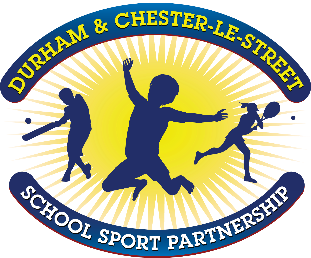 DURHAM & CHESTER-LE-STREET
SCHOOL SPORT PARTNERSHIP